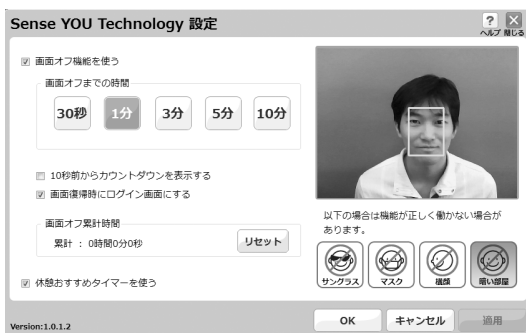 Sense YOU Technology 設定
?
×
ヘルプ 閉じる
画面オフ機能を使う
画面オフまでの時間
30秒
1分
3分
5分
10分
10秒前からカウントダウンを表示する
画面復帰時にログイン画面にする
画面オフ累計時間
累計 : 0時間0分0秒
リセット
休憩おすすめタイマーを使う
以下の場合は機能が正しく働かない場合が
あります。
サングラス
マスク
横顔
暗い部屋
Version:1.0.1.2
OK
キャンセル
適用